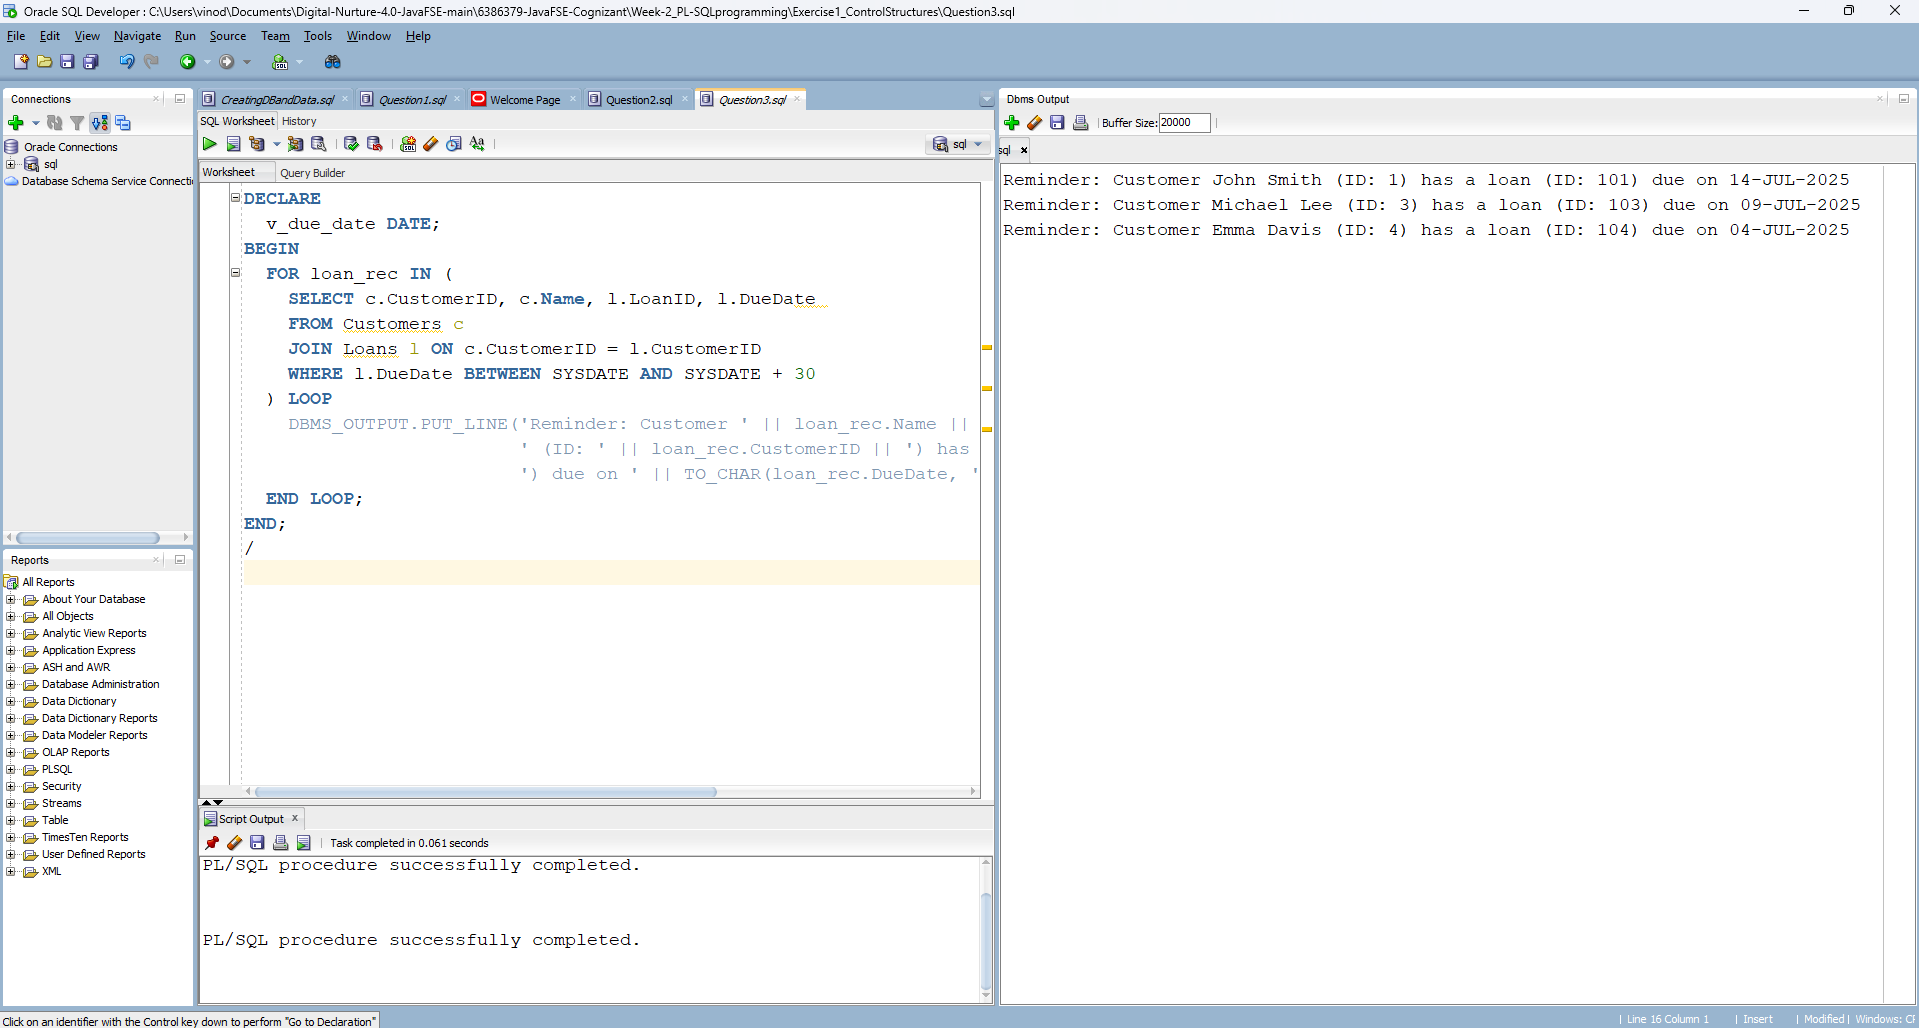 Oracle SQL Developer : C:\Users\vinod\Documents\Digital-Nurture-4.0-JavaFSE-main\6386379-JavaFSE-Cognizant\Week-2_PL-SQLprogramming\Exercise1_ControlStructures\Question3.sql
File Edit View Navigate Run Source Team Tools Window Help
Connections
Oracle Connections
sql
Database Schema Service Connecti
Reports
All Reports
About Your Database
All Objects
Analytic View Reports
Application Express
ASH and AWR
Database Administration
Data Dictionary
Data Dictionary Reports
Data Modeler Reports
OLAP Reports
PLSQL
Security
Streams
Table
TimesTen Reports
User Defined Reports
XML
CreatingDBandData.sql Question1.sql Welcome Page Question2.sql Question3.sql
SQL Worksheet History
sql
Worksheet Query Builder
DECLARE
v_due_date DATE;
BEGIN
FOR loan_rec IN (
SELECT c.CustomerID, c.Name, l.LoanID, l.DueDate
FROM Customers c
JOIN Loans l ON c.CustomerID = l.CustomerID
WHERE l.DueDate BETWEEN SYSDATE AND SYSDATE + 30
) LOOP
DBMS_OUTPUT.PUT_LINE('Reminder: Customer ' || loan_rec.Name ||
' (ID: ' || loan_rec.CustomerID || ') has
') due on ' || TO_CHAR(loan_rec.DueDate, '
END LOOP;
END;
/
Script Output
Task completed in 0.061 seconds
PL/SQL procedure successfully completed.
PL/SQL procedure successfully completed.
Dbms Output
Buffer Size: 20000
sql
Reminder: Customer John Smith (ID: 1) has a loan (ID: 101) due on 14-JUL-2025
Reminder: Customer Michael Lee (ID: 3) has a loan (ID: 103) due on 09-JUL-2025
Reminder: Customer Emma Davis (ID: 4) has a loan (ID: 104) due on 04-JUL-2025
Click on an identifier with the Control key down to perform "Go to Declaration"
Line 16 Column 1 Insert Modified Windows: CF